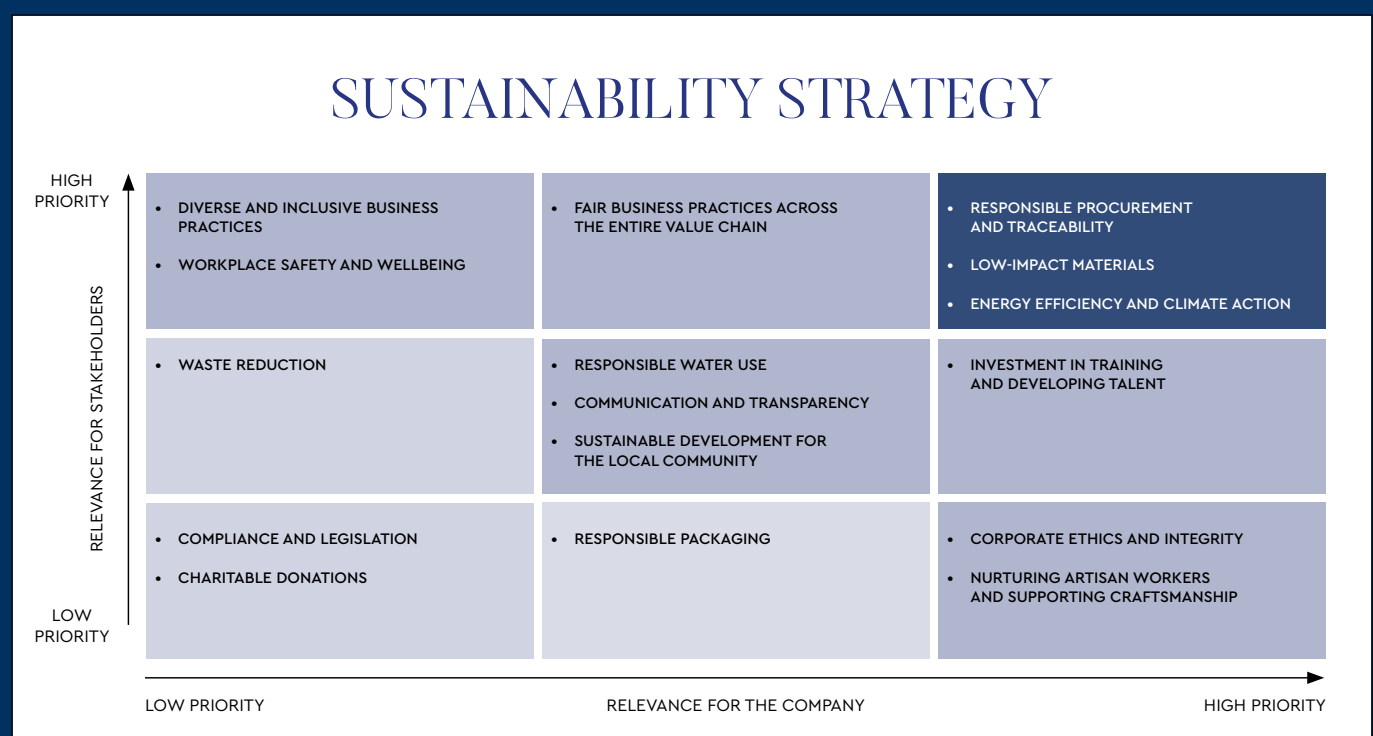 SUSTAINABILITY STRATEGY
HIGH
PRIORITY
RELEVANCE FOR STAKEHOLDERS
LOW
PRIORITY
• DIVERSE AND INCLUSIVE BUSINESS
PRACTICES
• WORKPLACE SAFETY AND WELLBEING
• FAIR BUSINESS PRACTICES ACROSS
THE ENTIRE VALUE CHAIN
• RESPONSIBLE PROCUREMENT
AND TRACEABILITY
• LOW-IMPACT MATERIALS
• ENERGY EFFICIENCY AND CLIMATE ACTION
• WASTE REDUCTION
• RESPONSIBLE WATER USE
• COMMUNICATION AND TRANSPARENCY
• SUSTAINABLE DEVELOPMENT FOR
THE LOCAL COMMUNITY
• INVESTMENT IN TRAINING
AND DEVELOPING TALENT
• COMPLIANCE AND LEGISLATION
• CHARITABLE DONATIONS
• RESPONSIBLE PACKAGING
• CORPORATE ETHICS AND INTEGRITY
• NURTURING ARTISAN WORKERS
AND SUPPORTING CRAFTSMANSHIP
LOW PRIORITY
RELEVANCE FOR THE COMPANY
HIGH PRIORITY